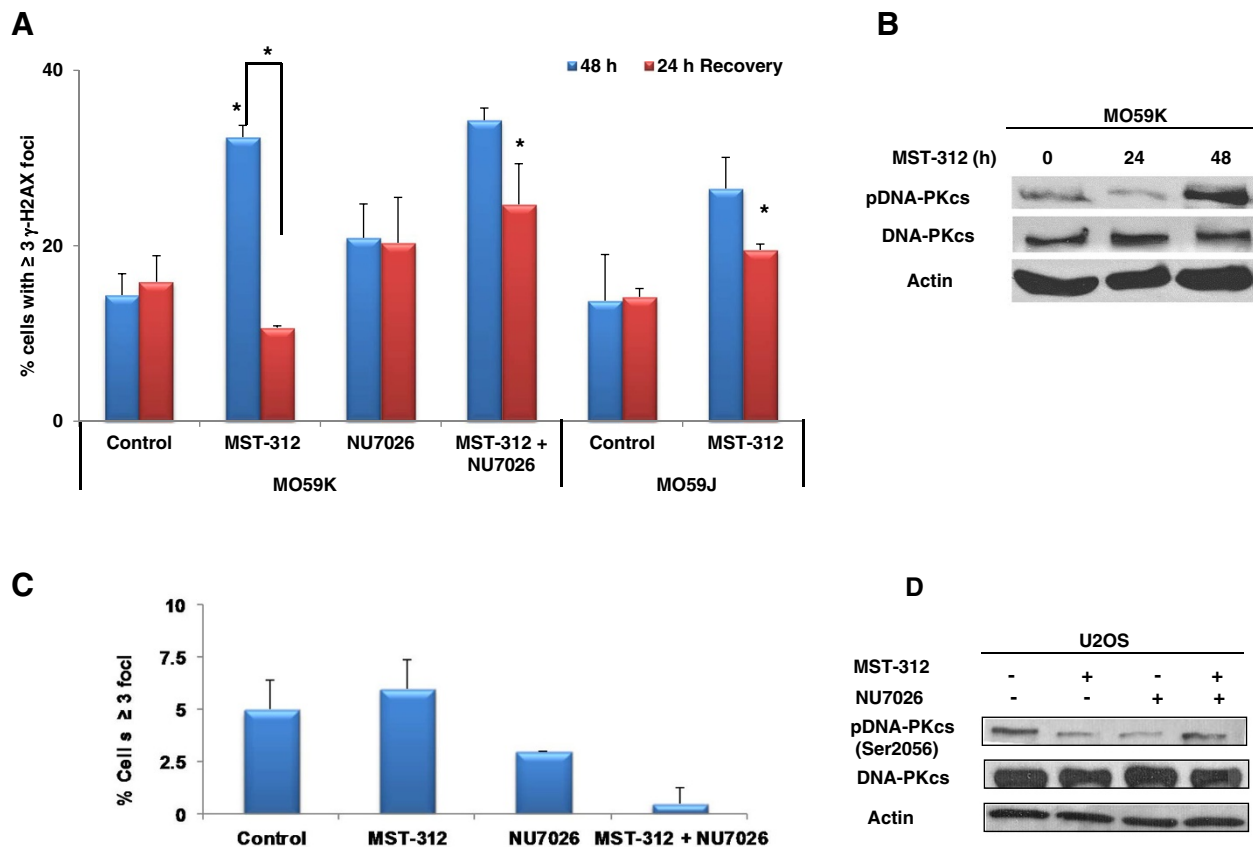 A
B
*
48 h
24 h Recovery
40
20
0
% cells with ≥ 3 γ-H2AX foci
*
*
*
Control
MST-312
NU7026
MST-312 +
NU7026
Control
MST-312
MO59K
MO59J
MO59K
MST-312 (h)
0
24
48
pDNA-PKcs
DNA-PKcs
Actin
C
% Cell s ≥ 3 foci
10
7.5
5
2.5
0
Control
MST-312
NU7026
MST-312 + NU7026
D
U2OS
MST-312
- + - +
NU7026
- - + +
pDNA-PKcs
(Ser2056)
DNA-PKcs
Actin